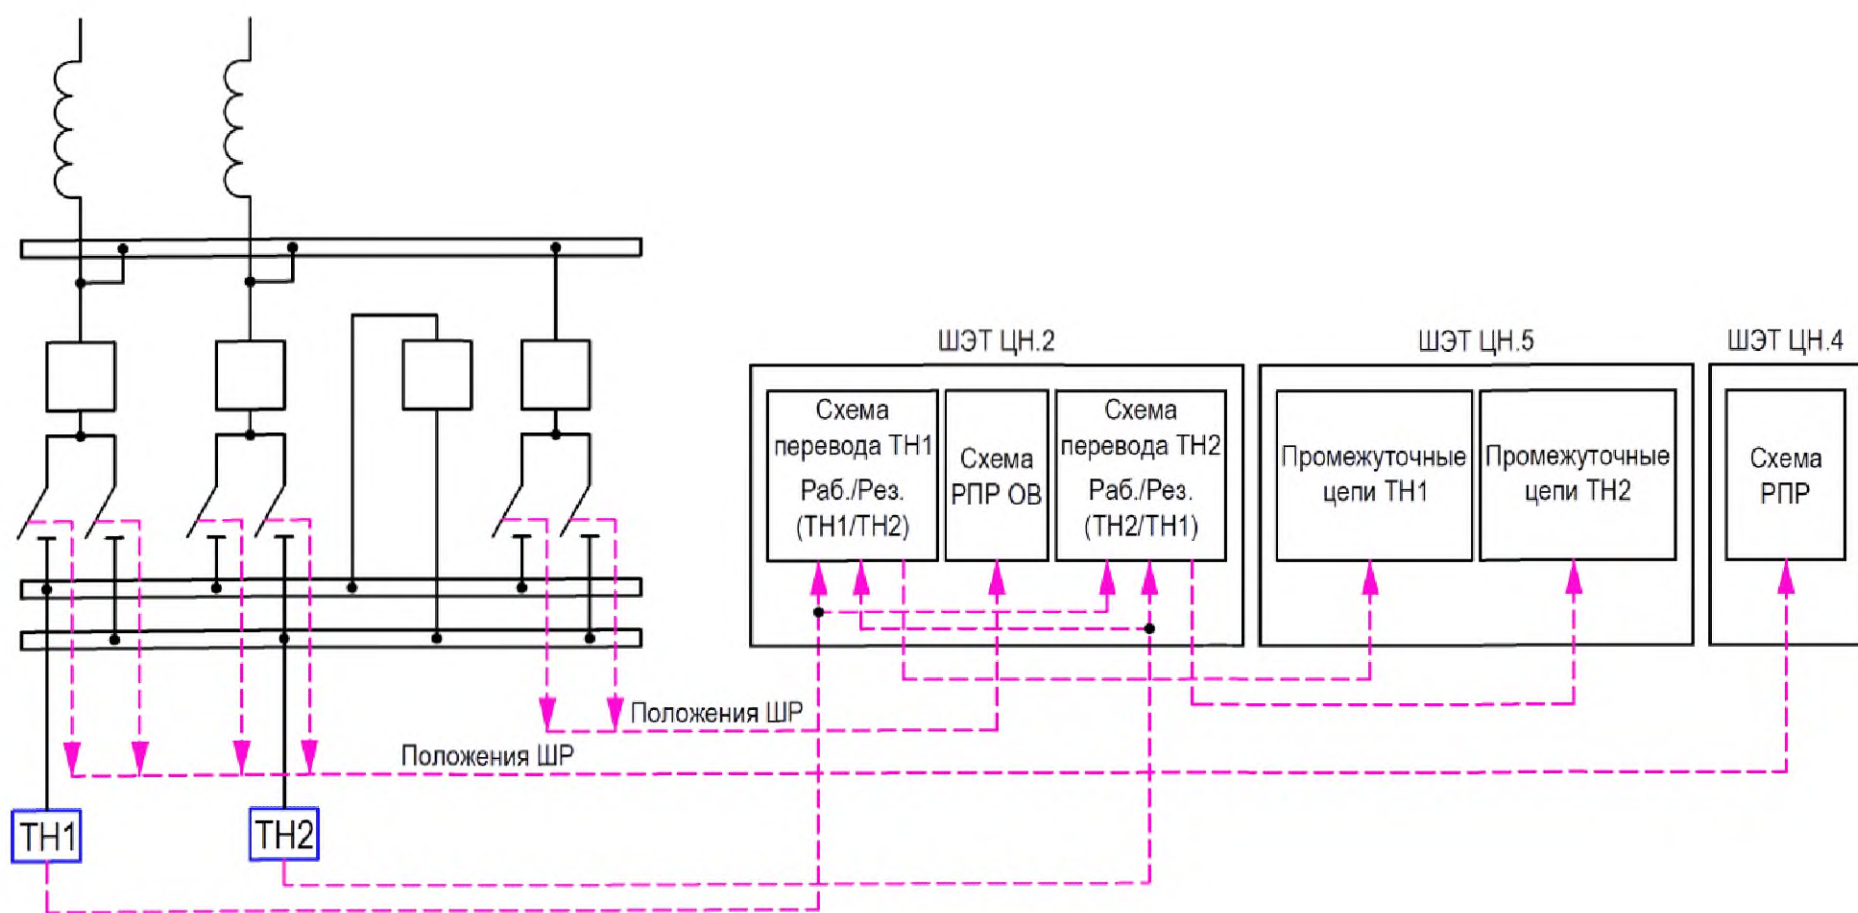 ШЭТ ЦН.2
ШЭТ ЦН.5
ШЭТ ЦН.4
Схема
перевода ТН1
Раб./Рез.
(ТН1/ТН2)
Схема
РПР ОВ
Схема
перевода ТН2
Раб./Рез.
(ТН2/ТН1)
Промежуточные
цепи ТН1
Промежуточные
цепи ТН2
Схема
РПР
Положения ШР
Положения ШР
ТН1
ТН2